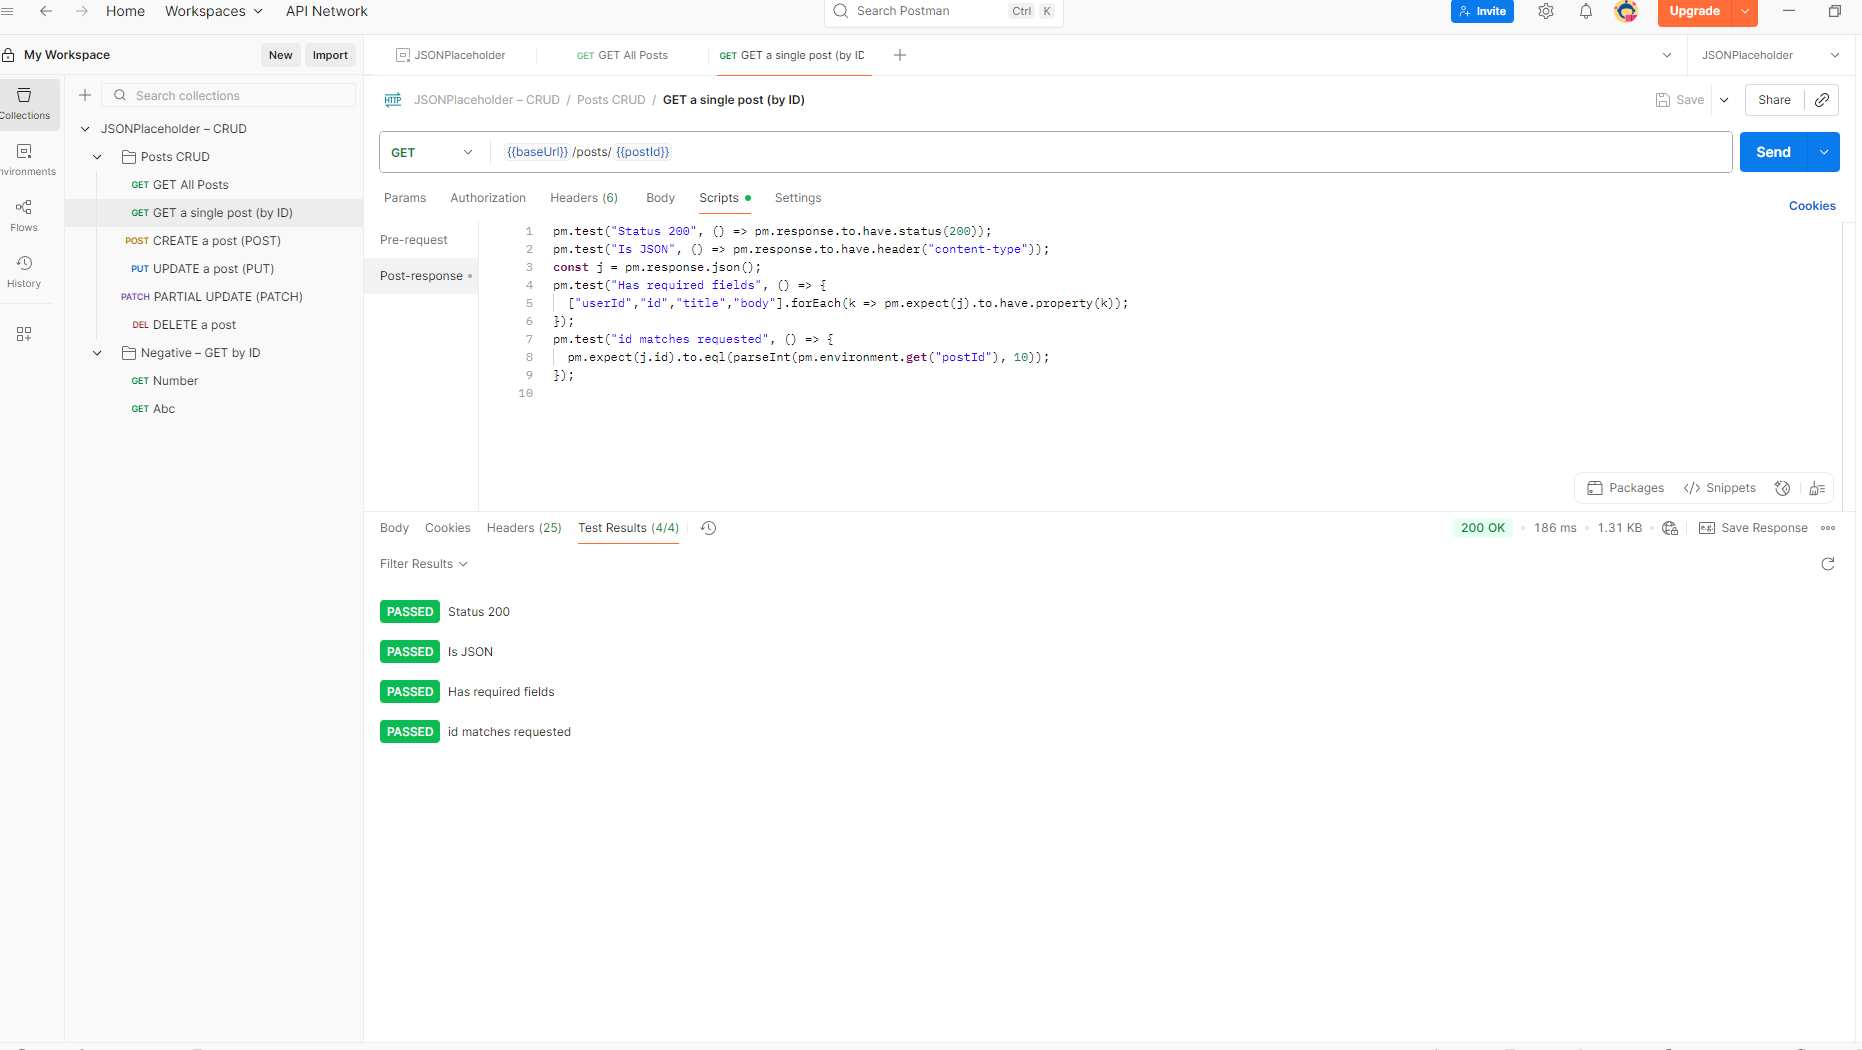 Home
Workspaces
API Network
Search Postman
Ctrl K
Invite
Upgrade
My Workspace
New
Import
JSONPlaceholder
GET GET All Posts
GET GET a single post (by ID
JSONPlaceholder
Collections
Search collections
JSONPlaceholder – CRUD
Posts CRUD
GET GET All Posts
GET GET a single post (by ID)
POST CREATE a post (POST)
PUT UPDATE a post (PUT)
PATCH PARTIAL UPDATE (PATCH)
DEL DELETE a post
Negative – GET by ID
GET Number
GET Abc
nvironments
Flows
History
HTTP
JSONPlaceholder – CRUD / Posts CRUD / GET a single post (by ID)
Save
Share
GET
{{baseUrl}} /posts/ {{postId}}
Send
Params
Authorization
Headers (6)
Body
Scripts
Settings
Cookies
Pre-request
Post-response
1 pm.test("Status 200", () => pm.response.to.have.status(200));
2 pm.test("Is JSON", () => pm.response.to.have.header("content-type"));
3 const j = pm.response.json();
4 pm.test("Has required fields", () => {
5 ["userId","id","title","body"].forEach(k => pm.expect(j).to.have.property(k));
6 });
7 pm.test("id matches requested", () => {
8 pm.expect(j.id).to.eql(parseInt(pm.environment.get("postId"), 10));
9 });
10
Packages
</> Snippets
Body
Cookies
Headers (25)
Test Results (4/4)
200 OK • 186 ms • 1.31 KB
e.g. Save Response
Filter Results
PASSED Status 200
PASSED Is JSON
PASSED Has required fields
PASSED id matches requested